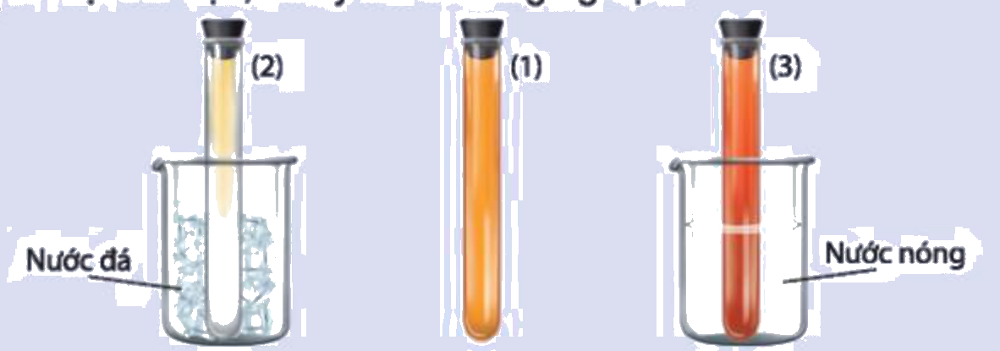 (2)
(1)
(3)
Nước đá
Nước nóng